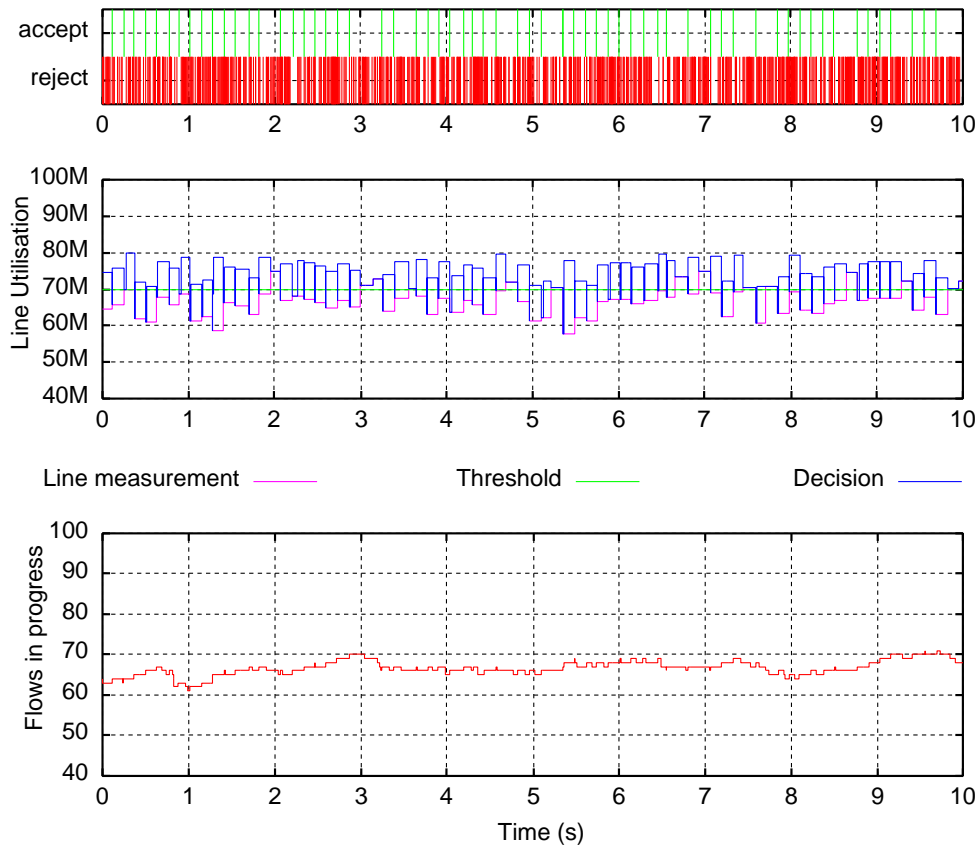 accept
reject
0 1 2 3 4 5 6 7 8 9 10
Line Utilisation
100M
90M
80M
70M
60M
50M
40M
0 1 2 3 4 5 6 7 8 9 10
Line measurement Threshold Decision
Flows in progress
100
90
80
70
60
50
40
0 1 2 3 4 5 6 7 8 9 10
Time (s)